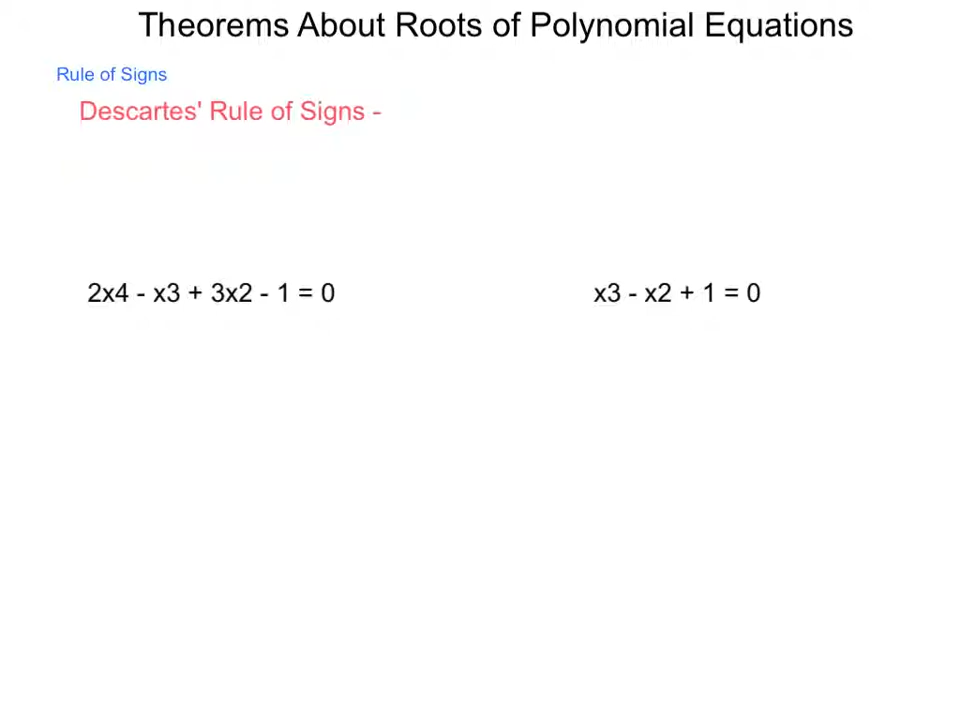 Theorems About Roots of Polynomial Equations
Rule of Signs
Descartes' Rule of Signs -
2x4 - x3 + 3x2 - 1 = 0
x3 - x2 + 1 = 0